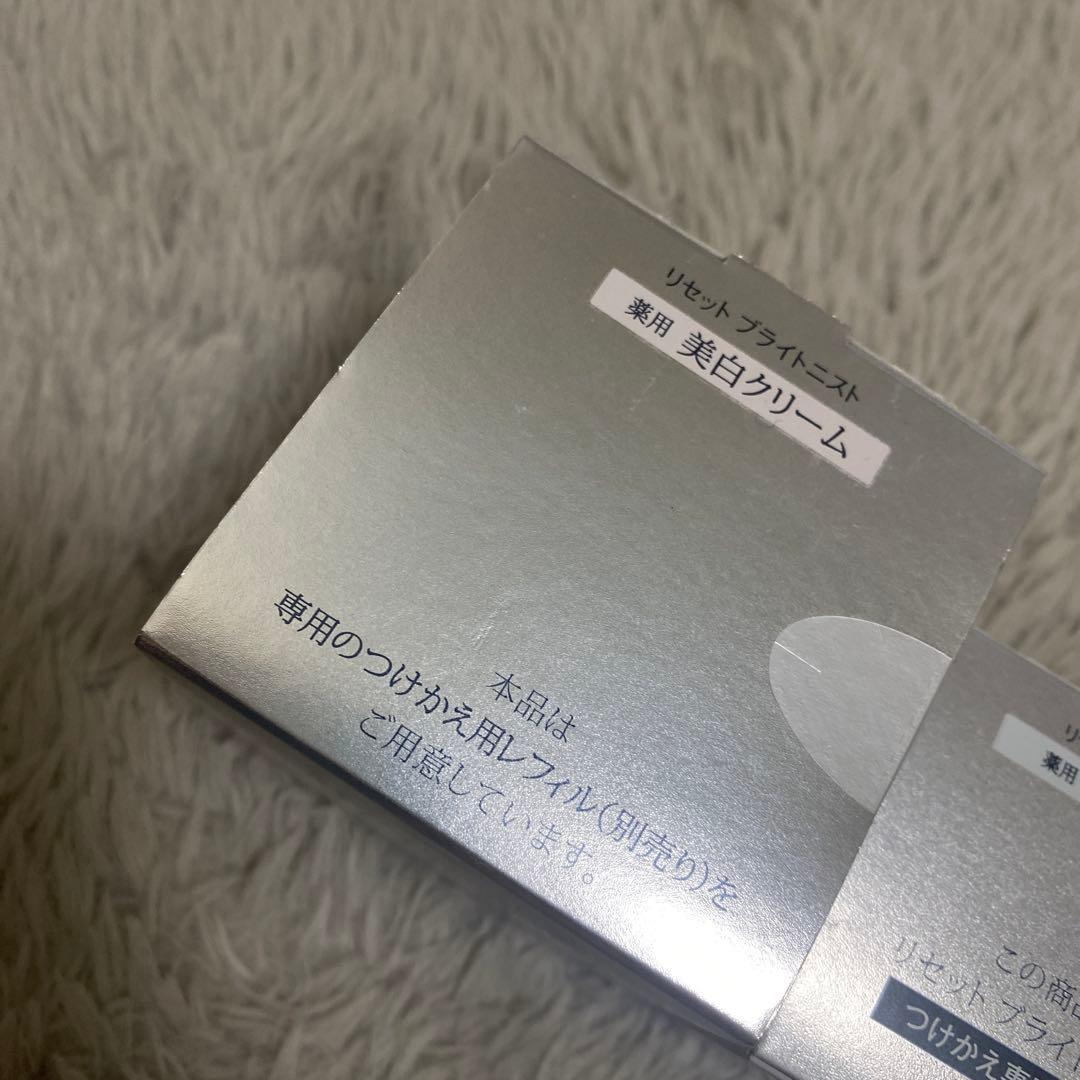 リセット ブライトニスト
薬用 美白クリーム
本品は
専用のつけかえ用レフィル(別売り)を
ご用意しています。
リ
薬用
この商品
リセット ブライト
つけかえ専